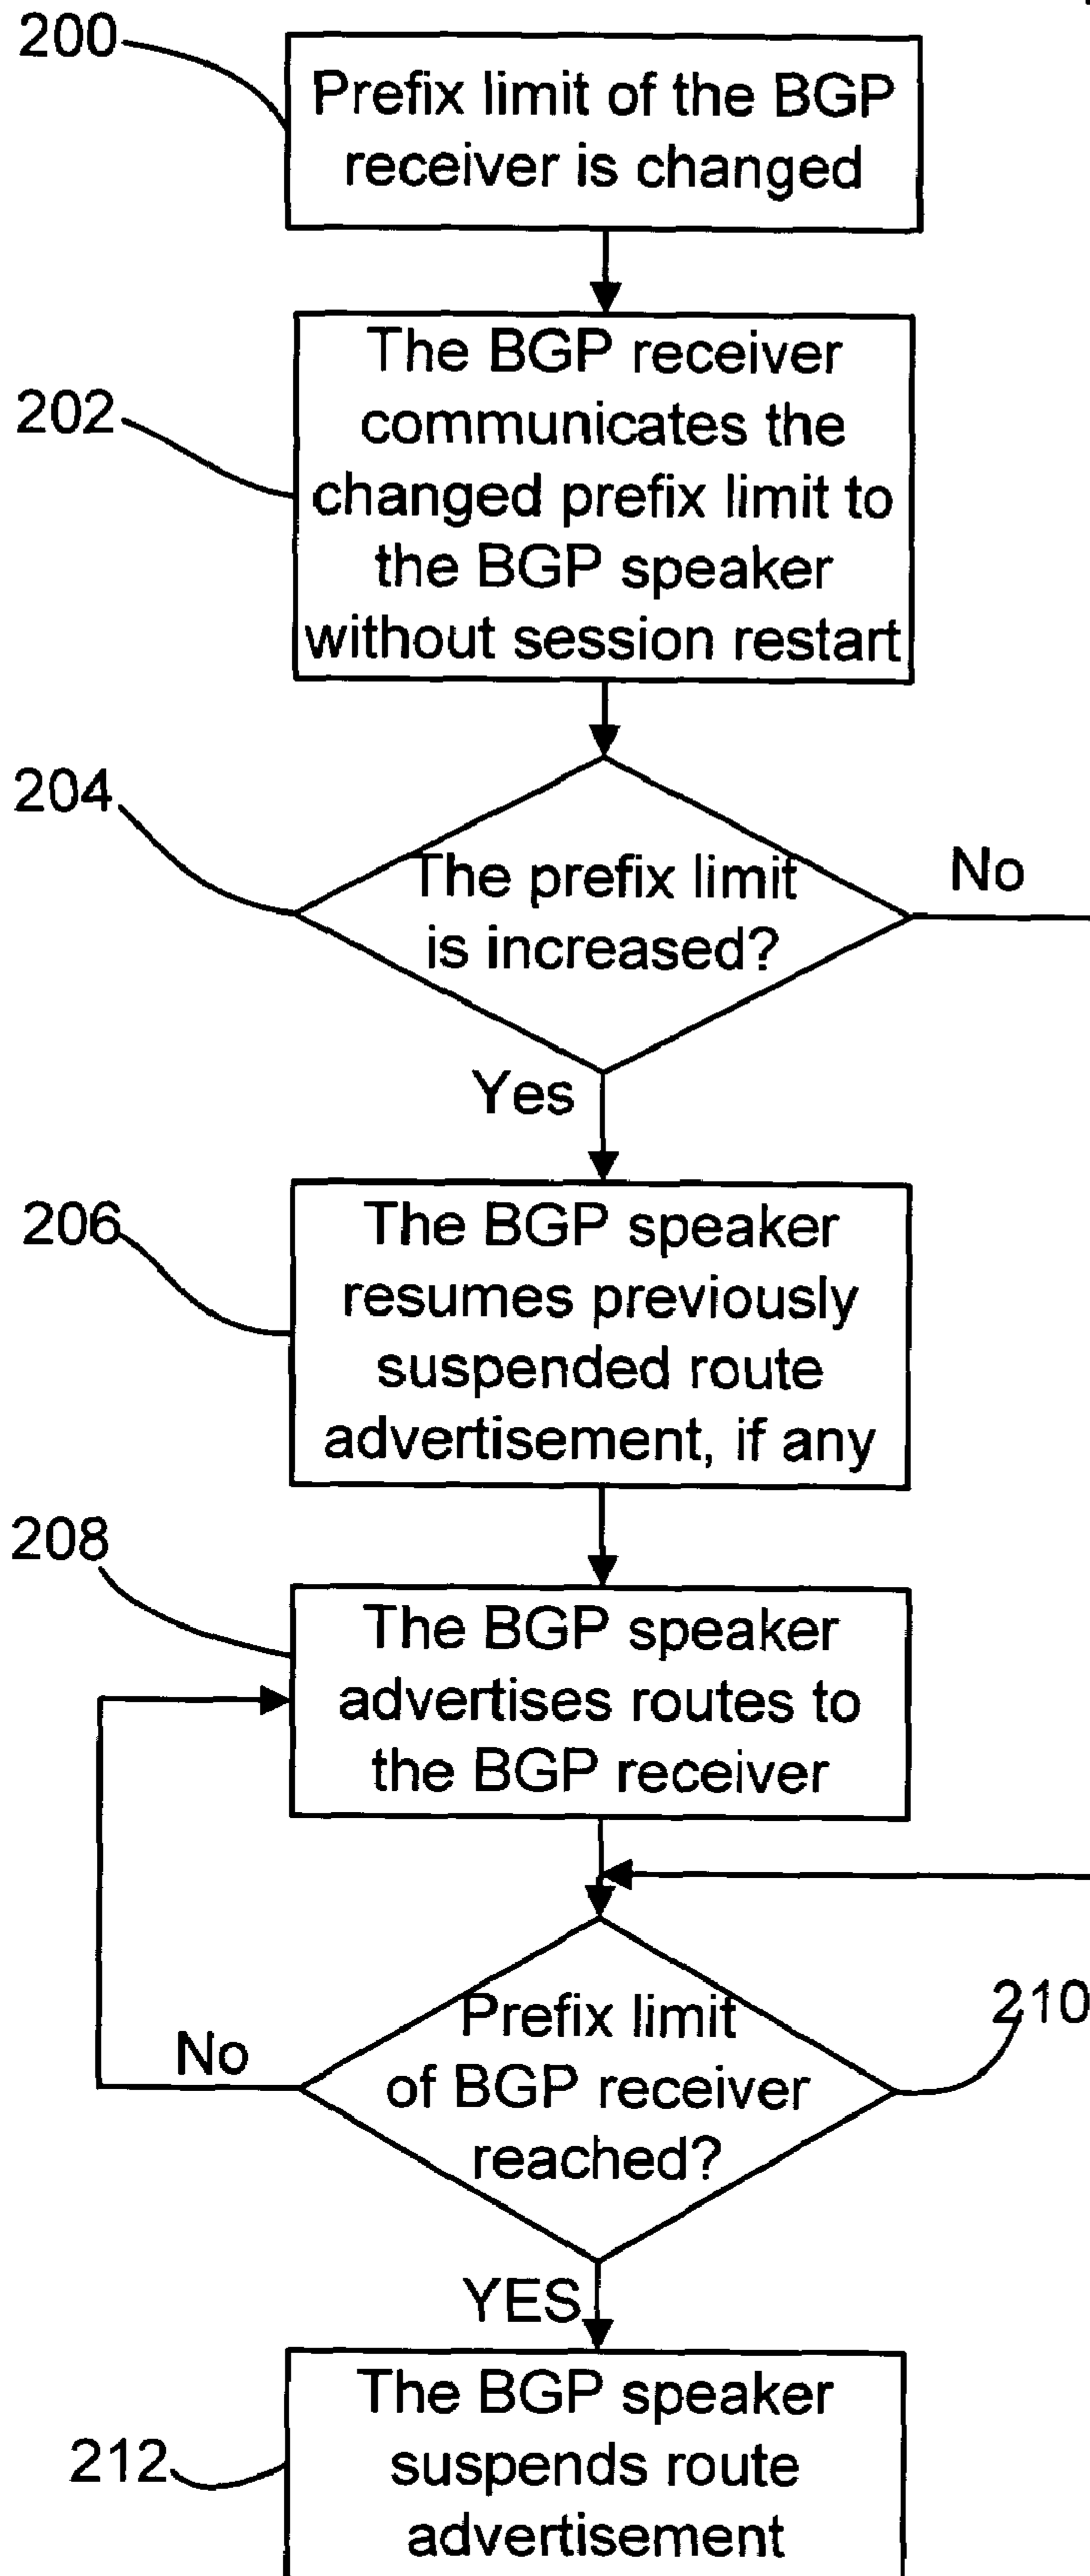 200
Prefix limit of the BGP
receiver is changed
202
The BGP receiver
communicates the
changed prefix limit to
the BGP speaker
without session restart
204
The prefix limit
is increased?
No
Yes
206
The BGP speaker
resumes previously
suspended route
advertisement, if any
208
The BGP speaker
advertises routes to
the BGP receiver
210
Prefix limit
of BGP receiver
reached?
No
YES
212
The BGP speaker
suspends route
advertisement